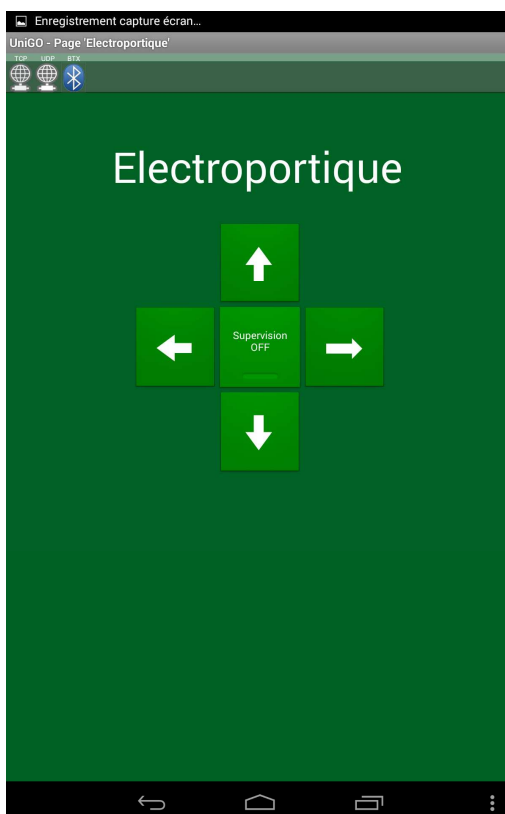 Enregistrement capture écran...
UniGO - Page 'Electroportique'
TCP UDP BTX
Electroportique
Supervision
OFF